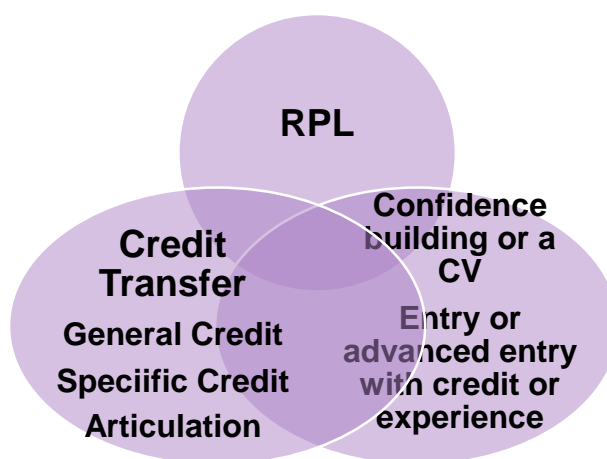 RPL
Credit
Transfer
General Credit
Speciific Credit
Articulation
Confidence
building or a
CV
Entry or
advanced entry
with credit or
experience